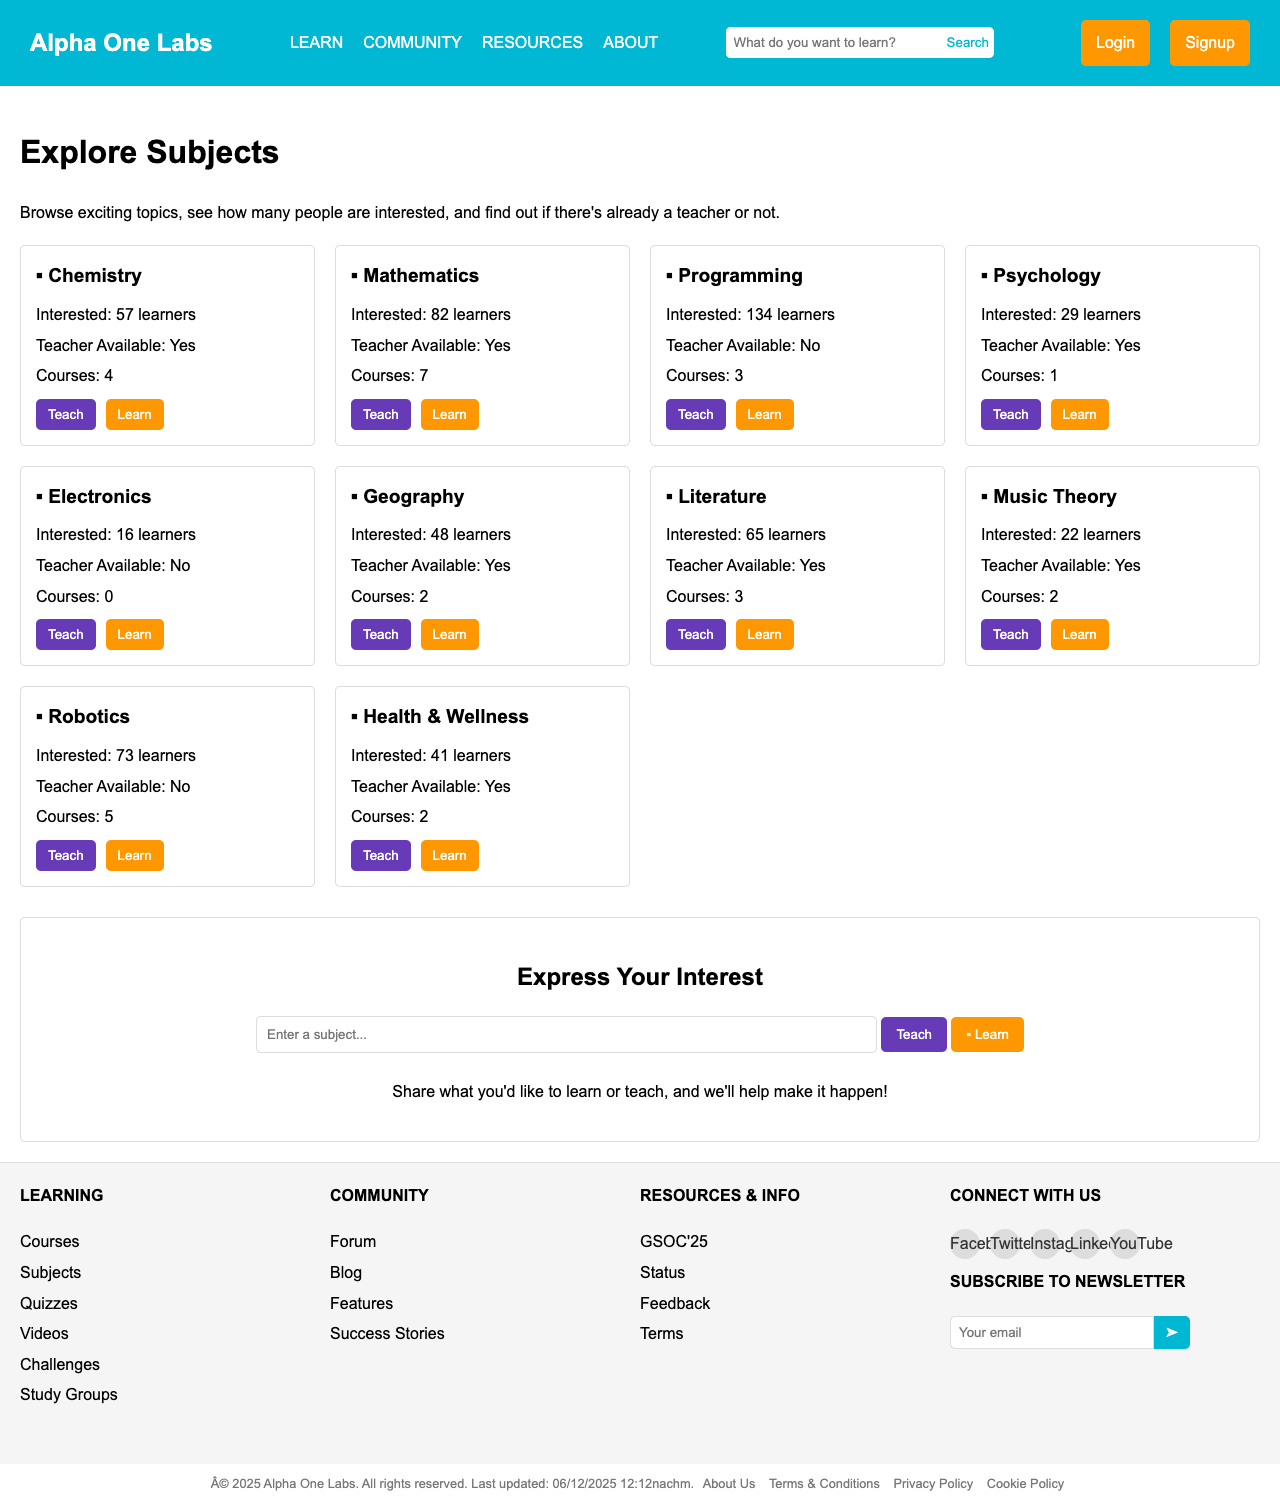 Alpha One Labs
LEARN COMMUNITY RESOURCES ABOUT
What do you want to learn? Search
Login Signup
Explore Subjects
Browse exciting topics, see how many people are interested, and find out if there's already a teacher or not.
▪ Chemistry
Interested: 57 learners
Teacher Available: Yes
Courses: 4
Teach Learn
▪ Mathematics
Interested: 82 learners
Teacher Available: Yes
Courses: 7
Teach Learn
▪ Programming
Interested: 134 learners
Teacher Available: No
Courses: 3
Teach Learn
▪ Psychology
Interested: 29 learners
Teacher Available: Yes
Courses: 1
Teach Learn
▪ Electronics
Interested: 16 learners
Teacher Available: No
Courses: 0
Teach Learn
▪ Geography
Interested: 48 learners
Teacher Available: Yes
Courses: 2
Teach Learn
▪ Literature
Interested: 65 learners
Teacher Available: Yes
Courses: 3
Teach Learn
▪ Music Theory
Interested: 22 learners
Teacher Available: Yes
Courses: 2
Teach Learn
▪ Robotics
Interested: 73 learners
Teacher Available: No
Courses: 5
Teach Learn
▪ Health & Wellness
Interested: 41 learners
Teacher Available: Yes
Courses: 2
Teach Learn
Express Your Interest
Enter a subject... Teach ▪ Learn
Share what you'd like to learn or teach, and we'll help make it happen!
LEARNING
Courses
Subjects
Quizzes
Videos
Challenges
Study Groups
COMMUNITY
Forum
Blog
Features
Success Stories
RESOURCES & INFO
GSOC'25
Status
Feedback
Terms
CONNECT WITH US
YouTube
SUBSCRIBE TO NEWSLETTER
Your email ➤
Â© 2025 Alpha One Labs. All rights reserved. Last updated: 06/12/2025 12:12nachm. About Us Terms & Conditions Privacy Policy Cookie Policy